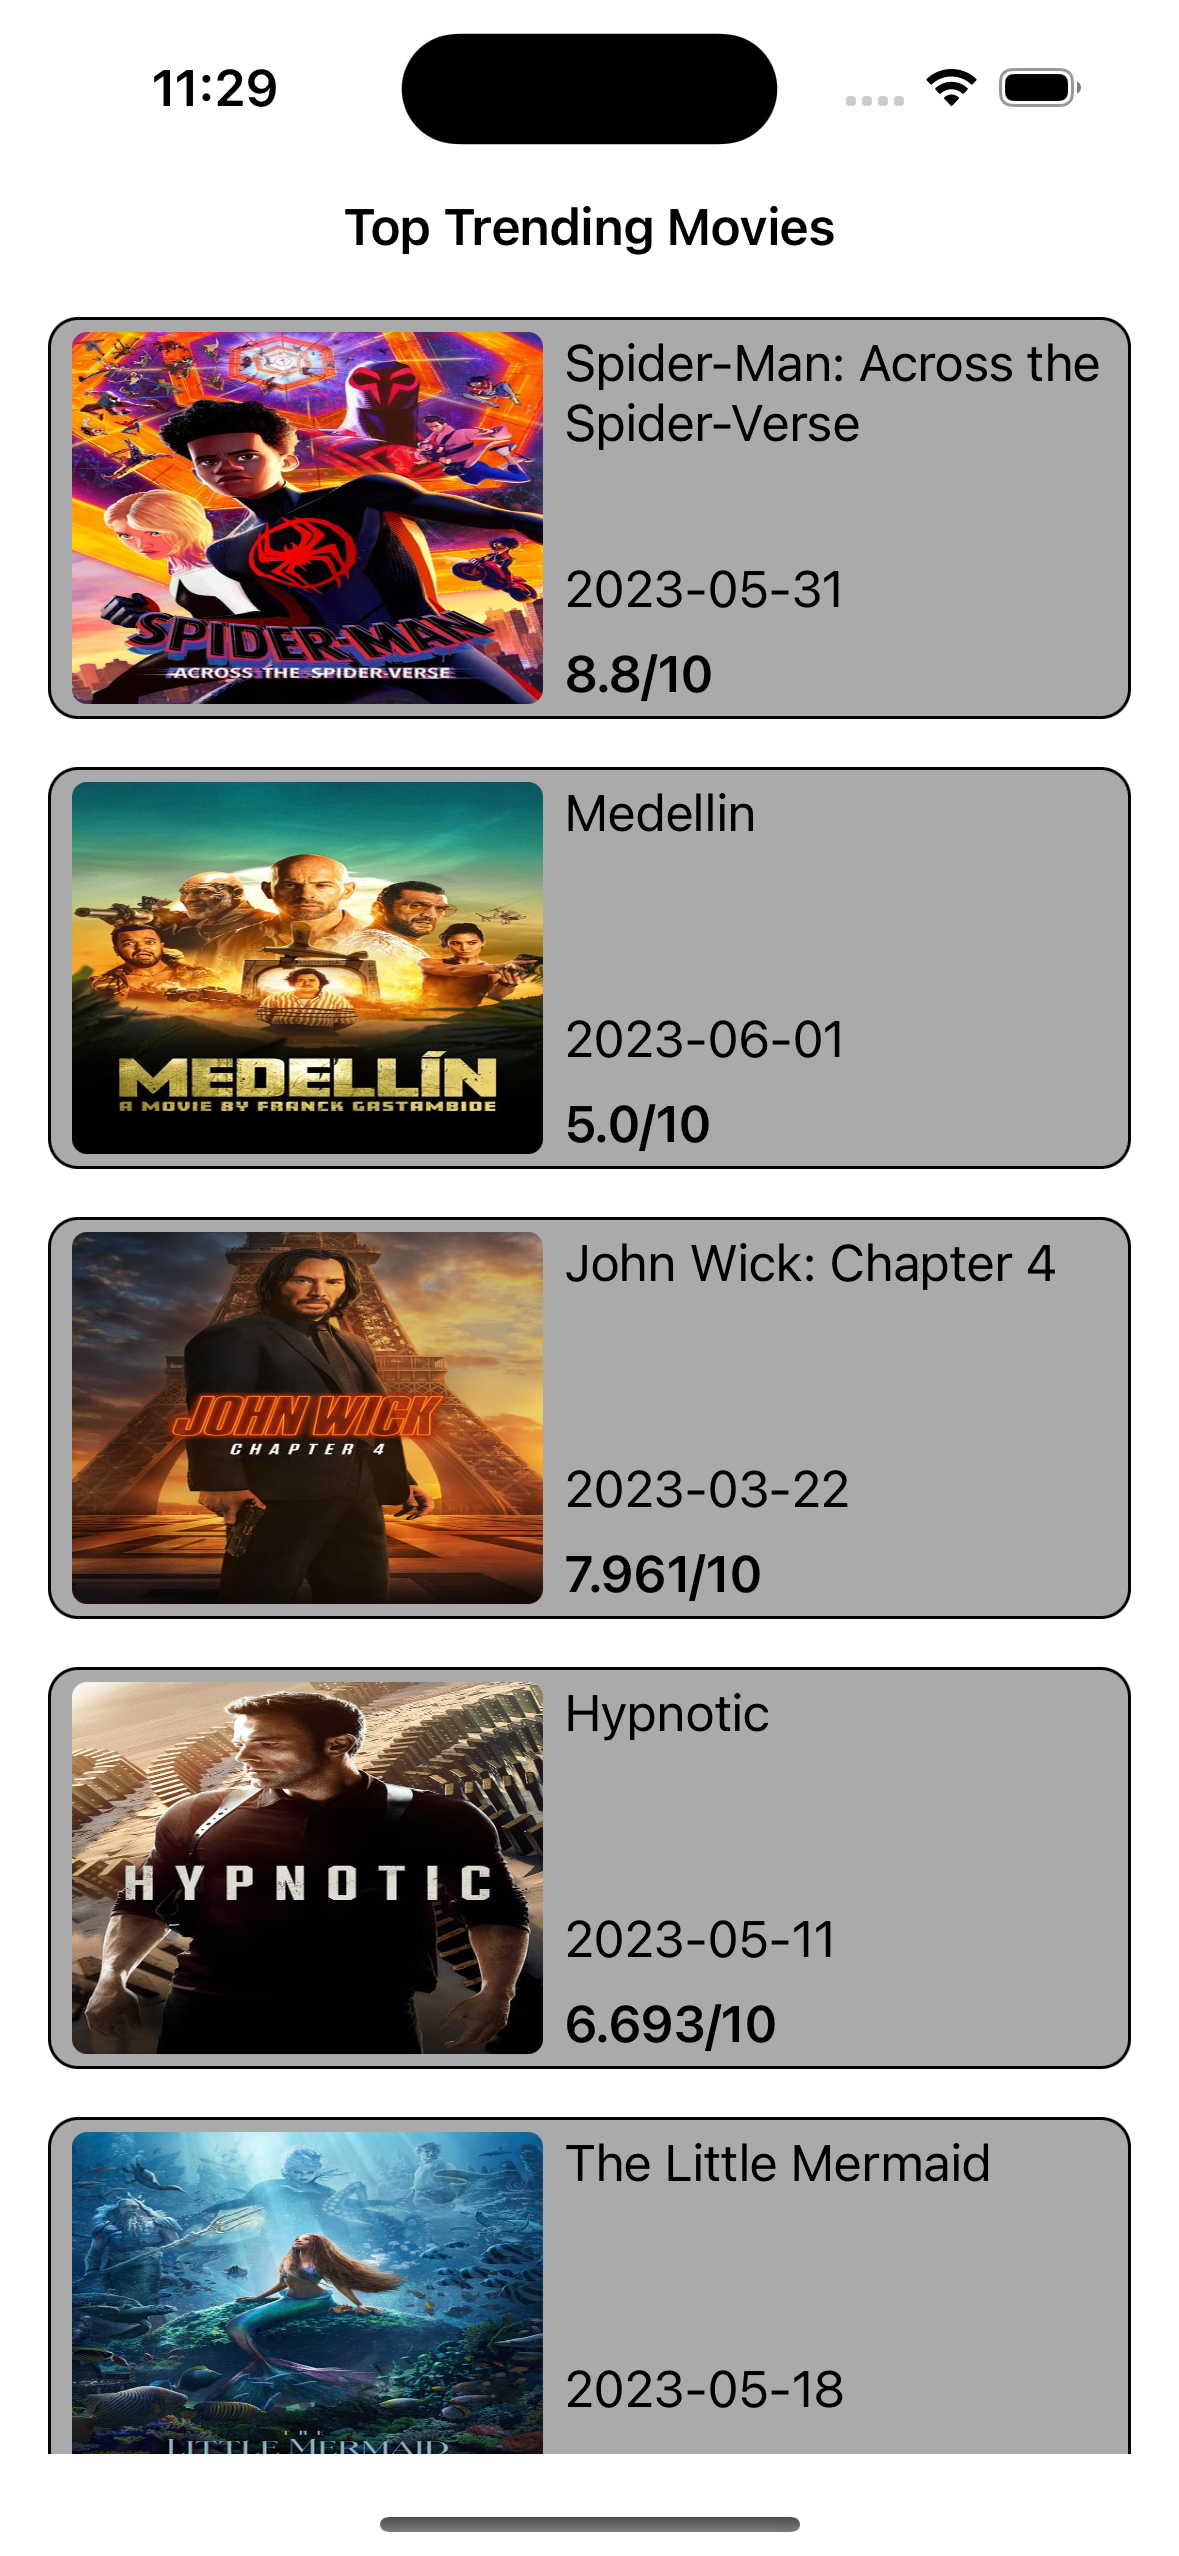 11:29
Top Trending Movies
SPIDER-MAN
ACROSS THE SPIDER-VERSE
Spider-Man: Across the
Spider-Verse
2023-05-31
8.8/10
MEDELLÍN
A MOVIE BY FRANCK GASTAMBIDE
Medellin
2023-06-01
5.0/10
JOHN WICK
CHAPTER 4
John Wick: Chapter 4
2023-03-22
7.961/10
HYPNOTIC
Hypnotic
2023-05-11
6.693/10
THE
LITTLE MERMAID
The Little Mermaid
2023-05-18